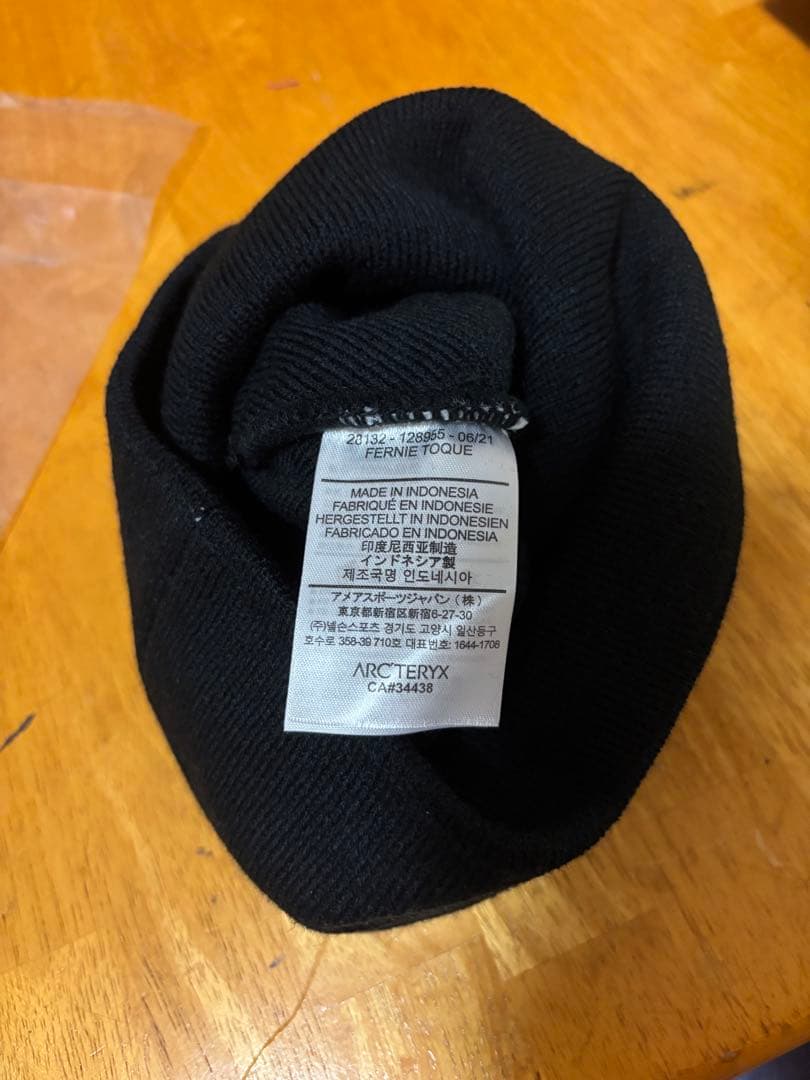 28132 - 128955 - 06/21
FERNIE TOQUE
MADE IN INDONESIA
FABRIQUÉ EN INDONESIE
HERGESTELLT IN INDONESIEN
FABRICADO EN INDONESIA
印度尼西亚制造
インドネシア製
제조국명 인도네시아
アメアスポーツジャパン(株)
東京都新宿区新宿6-27-30
(주)넬슨스포츠 경기도 고양시 일산동구
호수로 358-39 710호 대표번호: 1644-1708
ARC'TERYX
CA#34438